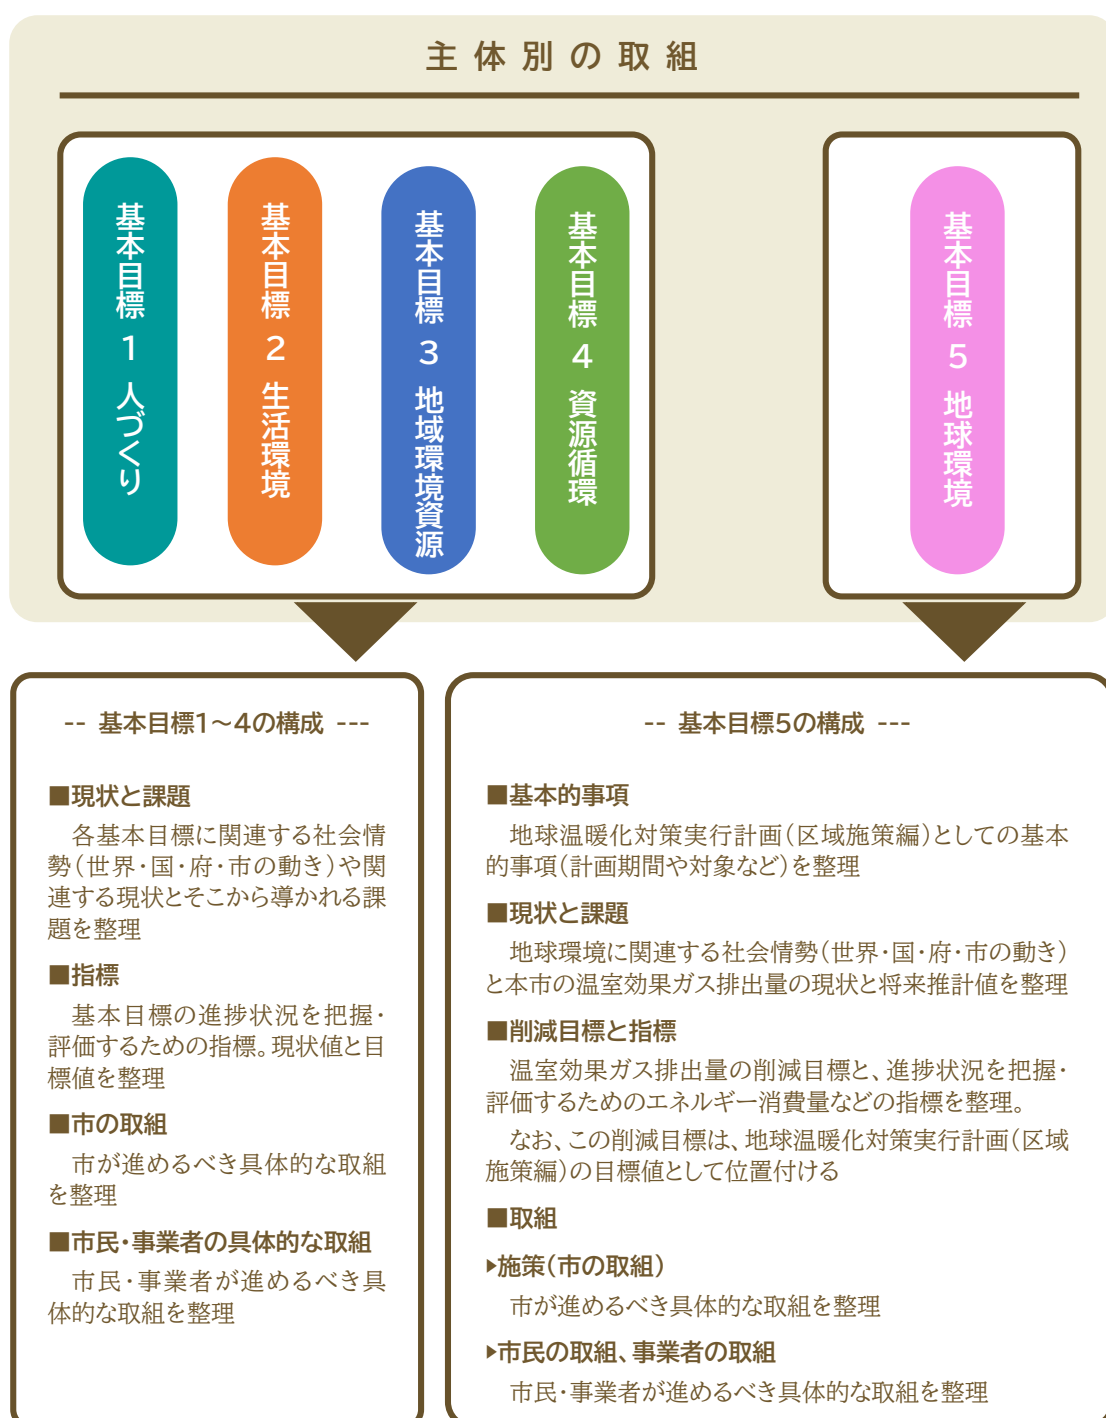 主体別の取組
基本目標 1 人づくり
基本目標 2 生活環境
基本目標 3 地域環境資源
基本目標 4 資源循環
基本目標 5 地球環境
-- 基本目標1～4の構成 ---
■現状と課題
各基本目標に関連する社会情
勢（世界・国・府・市の動き）や関
連する現状とそこから導かれる課
題を整理
■指標
基本目標の進捗状況を把握・
評価するための指標。現状値と目
標値を整理
■市の取組
市が進めるべき具体的な取組
を整理
■市民・事業者の具体的な取組
市民・事業者が進めるべき具
体的な取組を整理
-- 基本目標5の構成 ---
■基本的事項
地球温暖化対策実行計画（区域施策編）としての基本
的事項（計画期間や対象など）を整理
■現状と課題
地球環境に関連する社会情勢（世界・国・府・市の動き）
と本市の温室効果ガス排出量の現状と将来推計値を整理
■削減目標と指標
温室効果ガス排出量の削減目標と、進捗状況を把握・
評価するためのエネルギー消費量などの指標を整理。
なお、この削減目標は、地球温暖化対策実行計画（区域
施策編）の目標値として位置付ける
■取組
▶施策（市の取組）
市が進めるべき具体的な取組を整理
▶市民の取組、事業者の取組
市民・事業者が進めるべき具体的な取組を整理